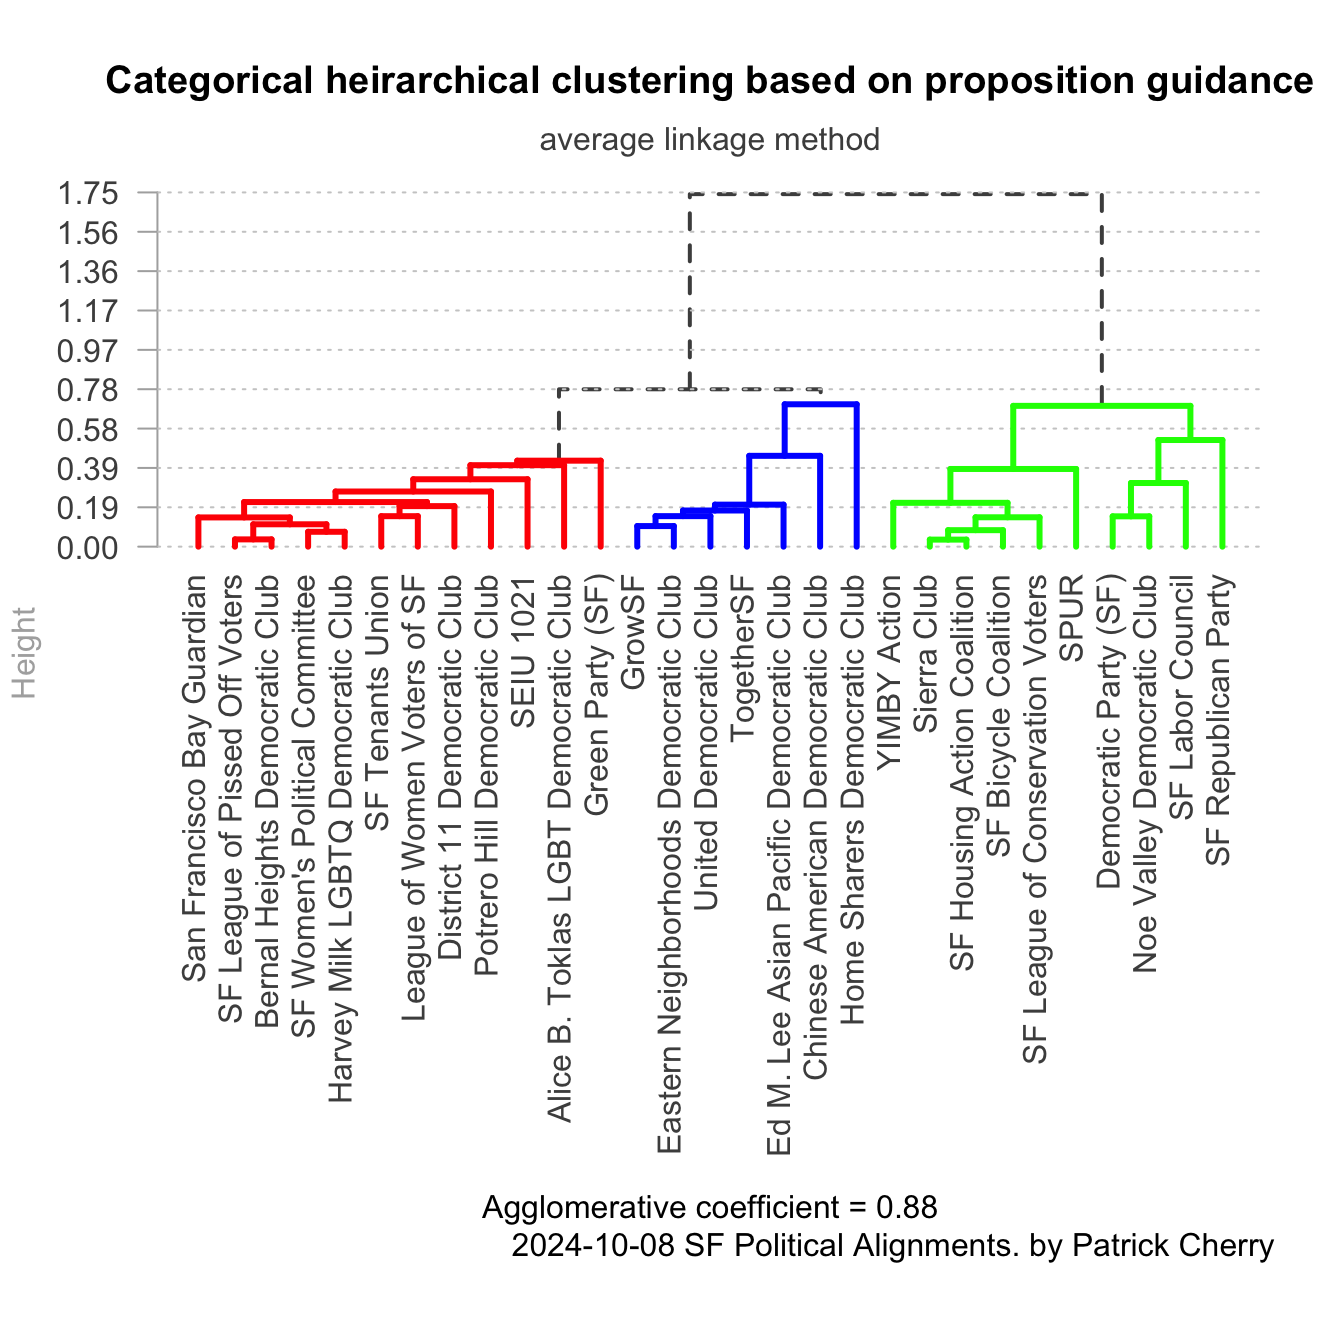 Categorical heirarchical clustering based on proposition guidance
average linkage method
1.75
1.56
1.36
1.17
0.97
0.78
0.58
0.39
0.19
0.00
Height
San Francisco Bay Guardian
SF League of Pissed Off Voters
Bernal Heights Democratic Club
SF Women's Political Committee
Harvey Milk LGBTQ Democratic Club
SF Tenants Union
League of Women Voters of SF
District 11 Democratic Club
Potrero Hill Democratic Club
SEIU 1021
Alice B. Toklas LGBT Democratic Club
Green Party (SF)
GrowSF
Eastern Neighborhoods Democratic Club
United Democratic Club
TogetherSF
Ed M. Lee Asian Pacific Democratic Club
Chinese American Democratic Club
Home Sharers Democratic Club
YIMBY Action
Sierra Club
SF Housing Action Coalition
SF Bicycle Coalition
SF League of Conservation Voters
SPUR
Democratic Party (SF)
Noe Valley Democratic Club
SF Labor Council
SF Republican Party
Agglomerative coefficient = 0.88
2024-10-08 SF Political Alignments. by Patrick Cherry